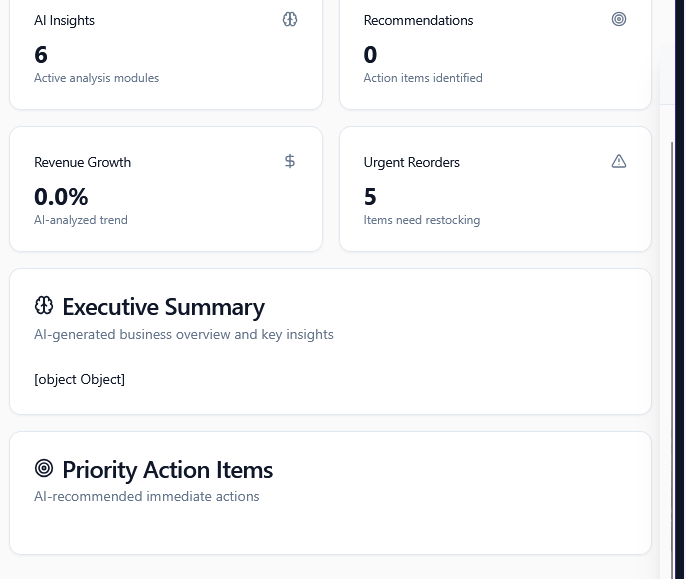 AI Insights
6
Active analysis modules
Recommendations
0
Action items identified
Revenue Growth
0.0%
AI-analyzed trend
Urgent Reorders
5
Items need restocking
Executive Summary
AI-generated business overview and key insights
[object Object]
Priority Action Items
AI-recommended immediate actions